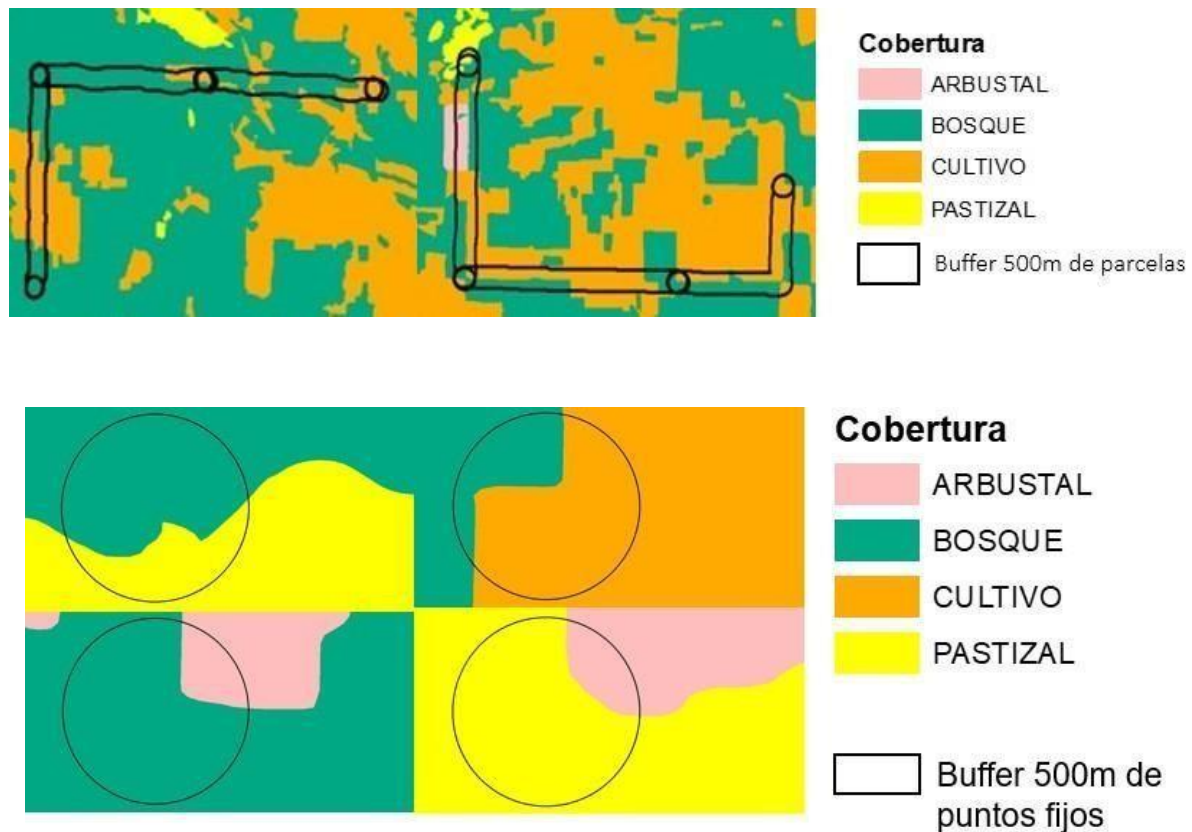 Cobertura
ARBUSTAL
BOSQUE
CULTIVO
PASTIZAL
Buffer 500m de parcelas
Cobertura
ARBUSTAL
BOSQUE
CULTIVO
PASTIZAL
Buffer 500m de
puntos fijos